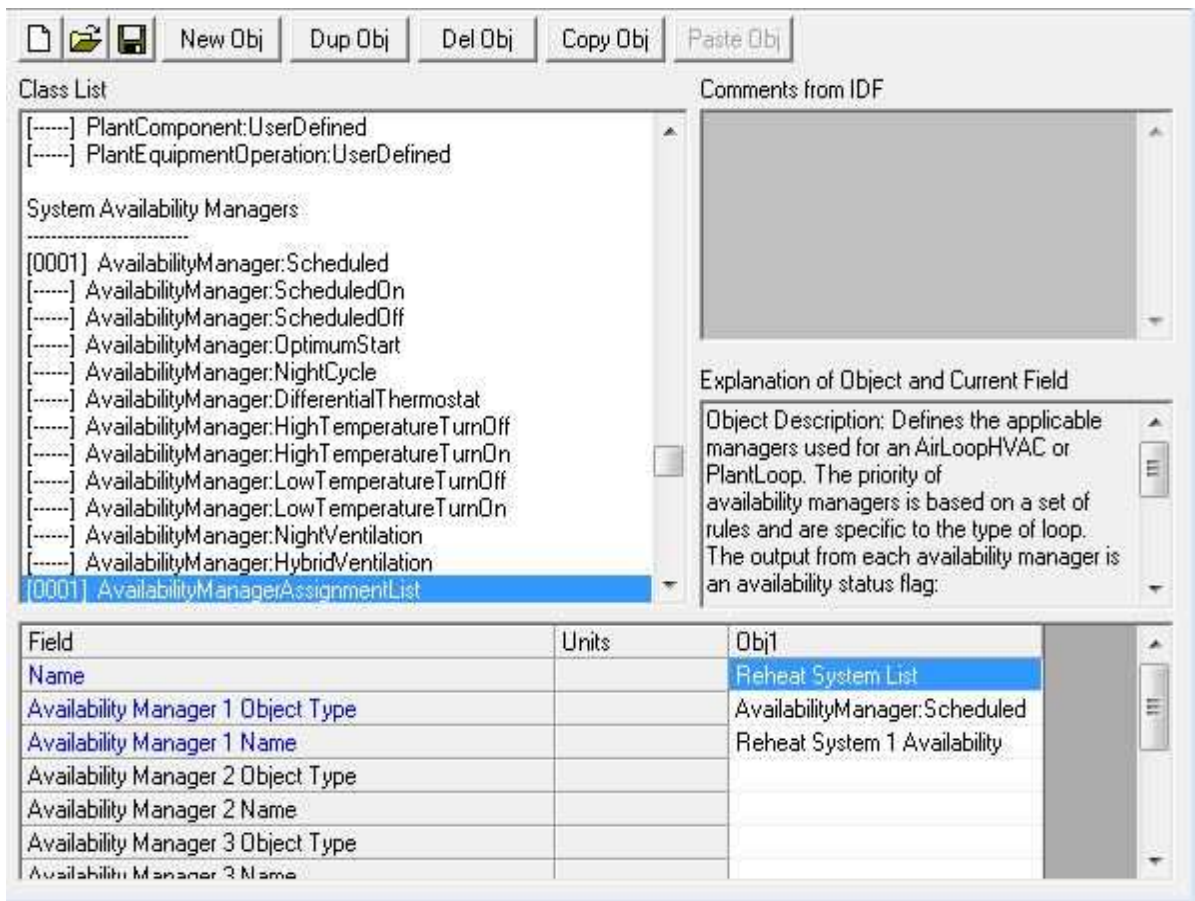 New Obj Dup Obj Del Obj Copy Obj Paste Obj
Class List
[------] PlantComponent:UserDefined
[------] PlantEquipmentOperation:UserDefined
System Availability Managers
--------------------------
[0001] AvailabilityManager:Scheduled
[------] AvailabilityManager:ScheduledOn
[------] AvailabilityManager:ScheduledOff
[------] AvailabilityManager:OptimumStart
[------] AvailabilityManager:NightCycle
[------] AvailabilityManager:DifferentialThermostat
[------] AvailabilityManager:HighTemperatureTurnOff
[------] AvailabilityManager:HighTemperatureTurnOn
[------] AvailabilityManager:LowTemperatureTurnOff
[------] AvailabilityManager:LowTemperatureTurnOn
[------] AvailabilityManager:NightVentilation
[------] AvailabilityManager:HybridVentilation
[0001] AvailabilityManagerAssignmentList
Comments from IDF
Explanation of Object and Current Field
Object Description: Defines the applicable
managers used for an AirLoopHVAC or
PlantLoop. The priority of
availability managers is based on a set of
rules and are specific to the type of loop.
The output from each availability manager is
an availability status flag:
Field Units Obj1
Name Reheat System List
Availability Manager 1 Object Type AvailabilityManager:Scheduled
Availability Manager 1 Name Reheat System 1 Availability
Availability Manager 2 Object Type
Availability Manager 2 Name
Availability Manager 3 Object Type
Availability Manager 3 Name